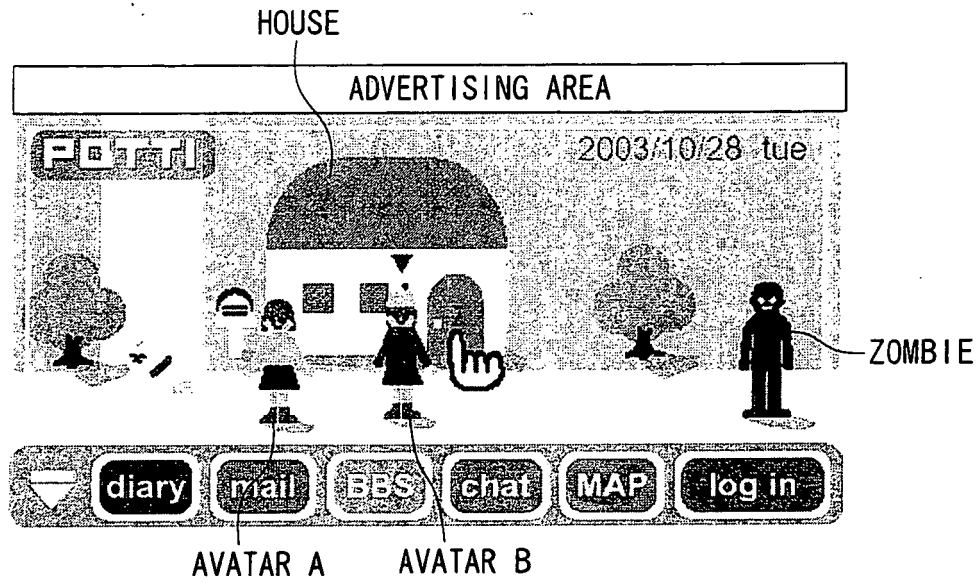 HOUSE
ADVERTISING AREA
POTTI
2003/10/28 tue
ZOMBIE
diary mail BBS chat MAP log in
AVATAR A AVATAR B